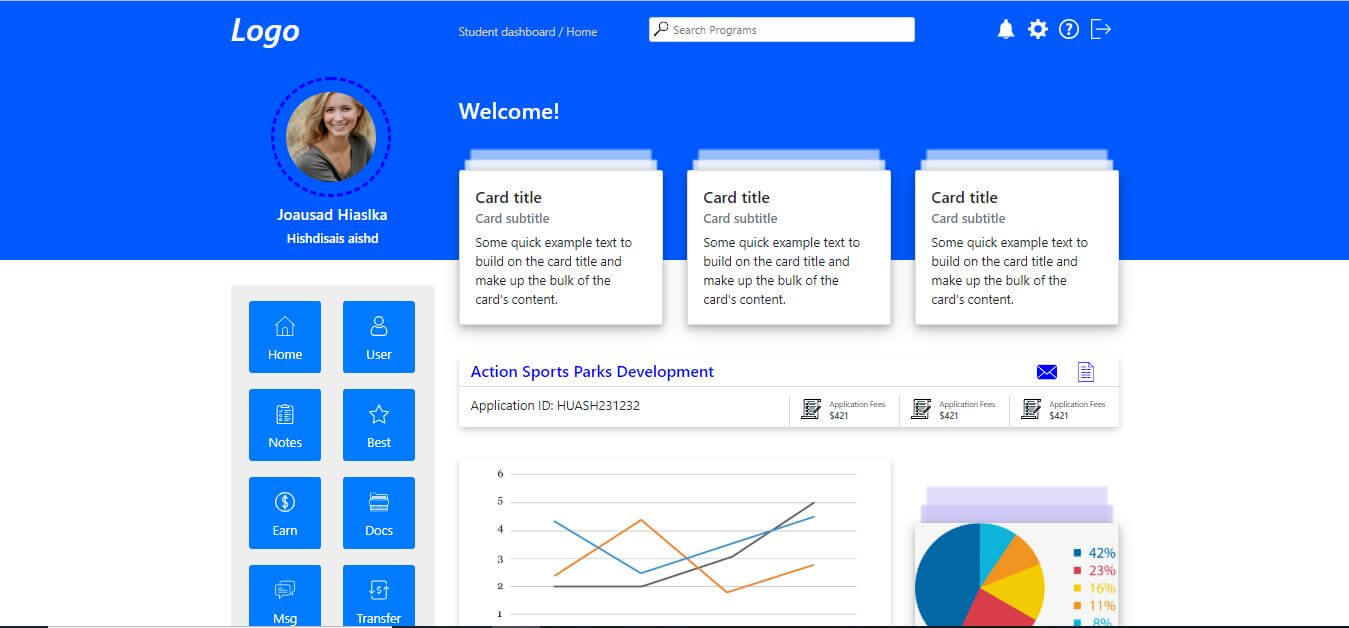 Logo
Student dashboard / Home
Search Programs
Welcome!
Joausad Hiaslka
Hishdisais aishd
Card title
Card subtitle
Some quick example text to
build on the card title and
make up the bulk of the
card's content.
Card title
Card subtitle
Some quick example text to
build on the card title and
make up the bulk of the
card's content.
Card title
Card subtitle
Some quick example text to
build on the card title and
make up the bulk of the
card's content.
Home
User
Notes
Best
Earn
Docs
Msg
Transfer
Action Sports Parks Development
Application ID: HUASH231232
Application Fees
$421
Application Fees
$421
Application Fees
$421
6
5
4
3
2
1
42%
23%
16%
11%
8%